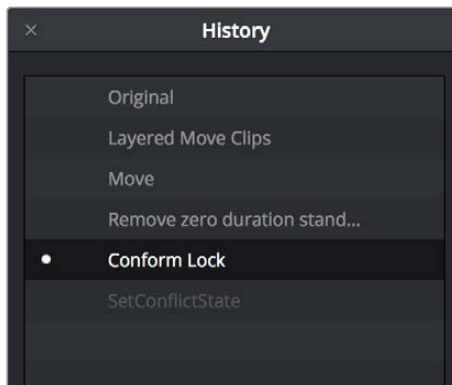 History
Original
Layered Move Clips
Move
Remove zero duration stand...
Conform Lock
SetConflictState